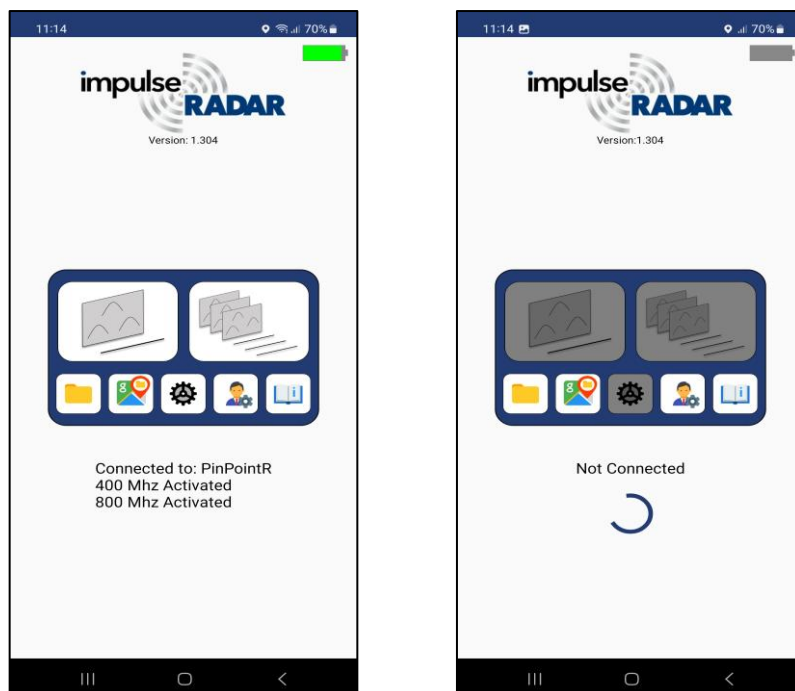 11:14 70%
impulse
RADAR
Version: 1.304
g
i
Connected to: PinPointR
400 Mhz Activated
800 Mhz Activated
11:14 70%
impulse
RADAR
Version:1.304
g
i
Not Connected